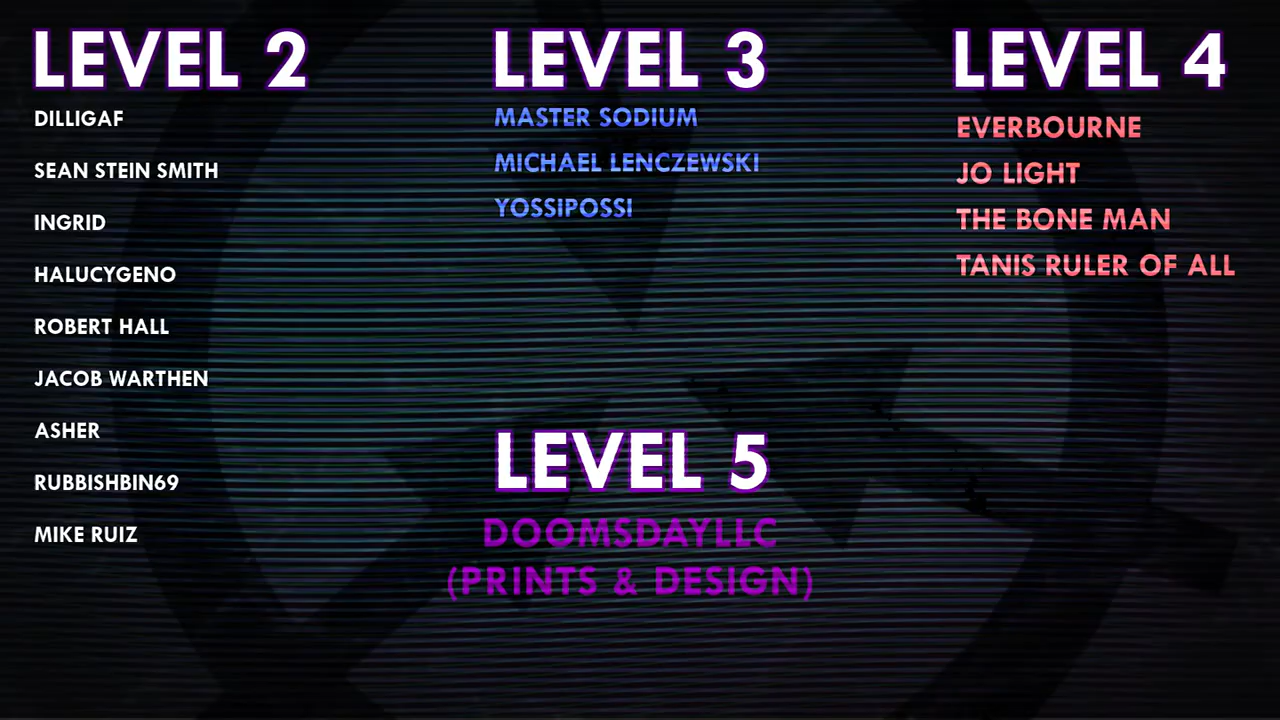 LEVEL 2
DILLIGAF
SEAN STEIN SMITH
INGRID
HALUCYGENO
ROBERT HALL
JACOB WARTHEN
ASHER
RUBBISHBIN69
MIKE RUIZ
LEVEL 3
MASTER SODIUM
MICHAEL LENCZEWSKI
YOSSIPOSSI
LEVEL 4
EVERBOURNE
JO LIGHT
THE BONE MAN
TANIS RULER OF ALL
LEVEL 5
DOOMSDAYLLC
(PRINTS & DESIGN)